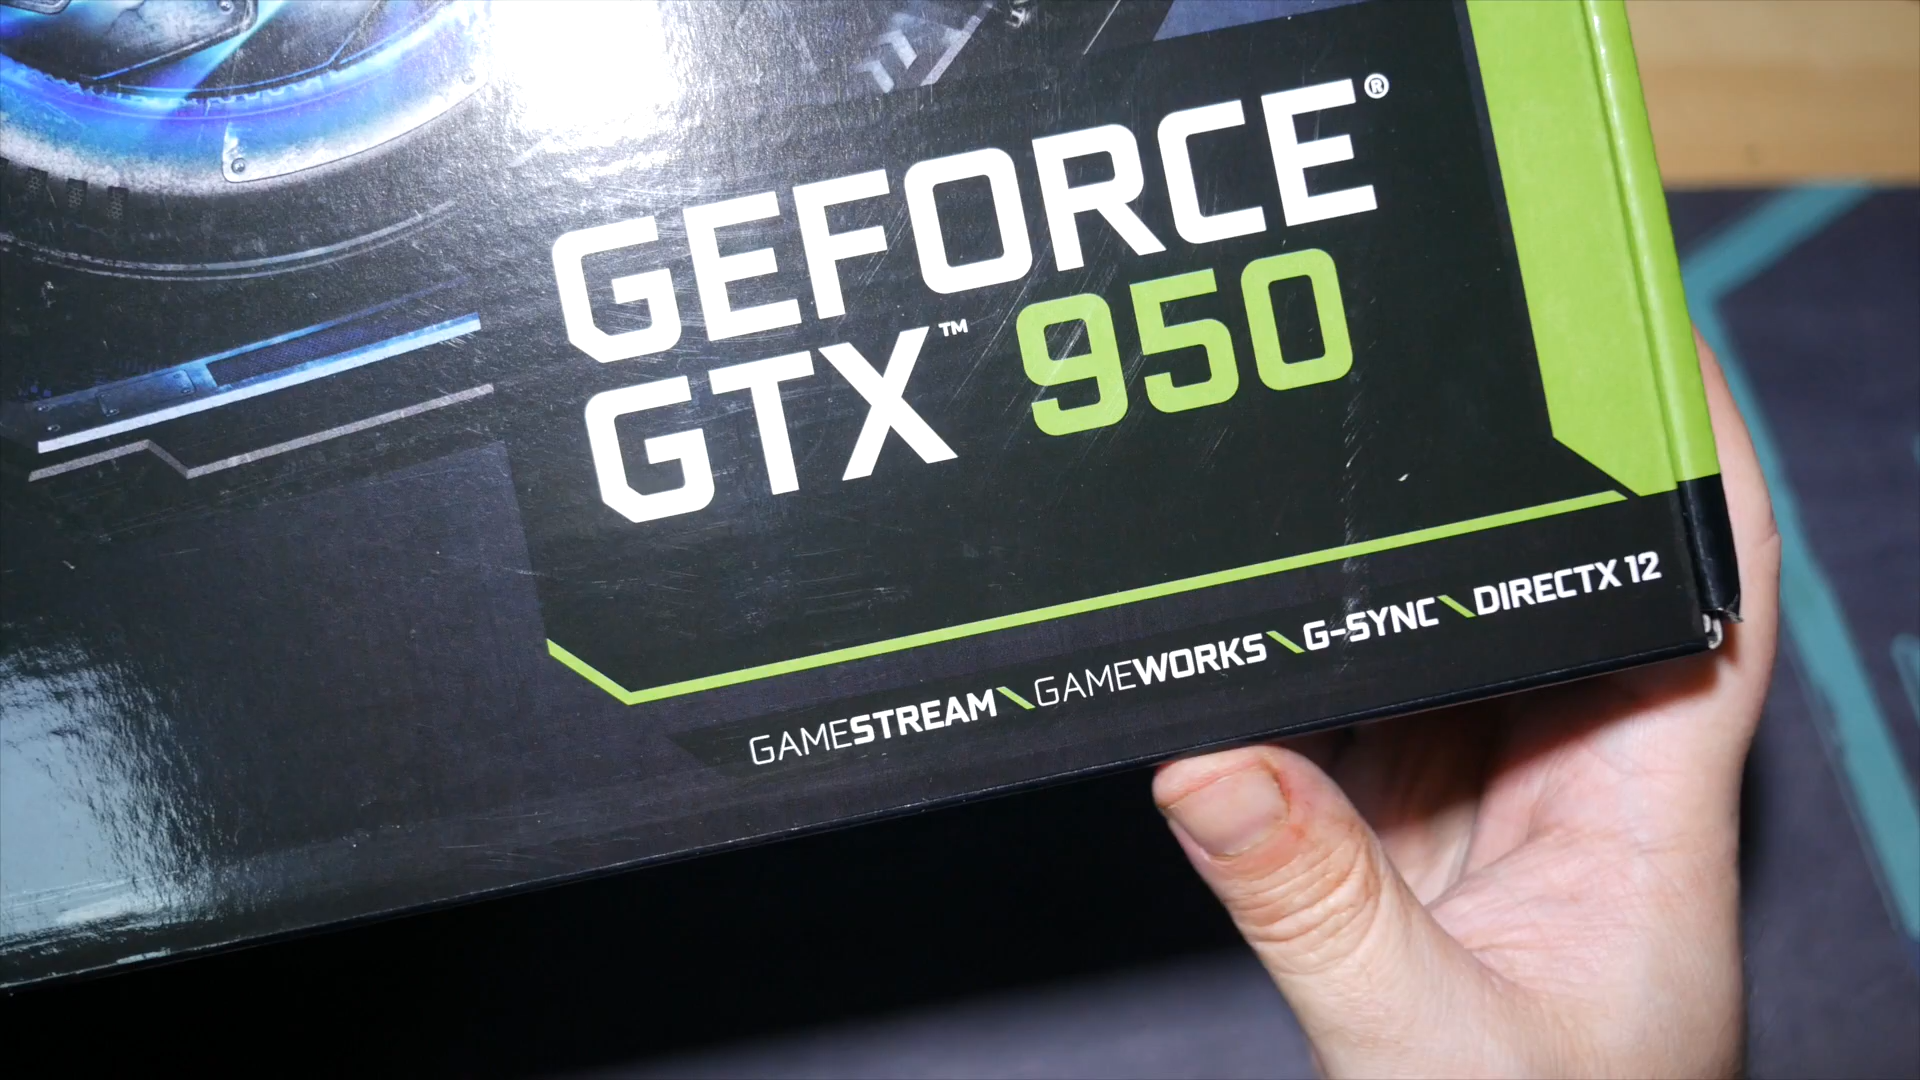 GEFORCE®
GTX™ 950
GAMESTREAM \ GAMEWORKS \ G-SYNC \ DIRECTX 12